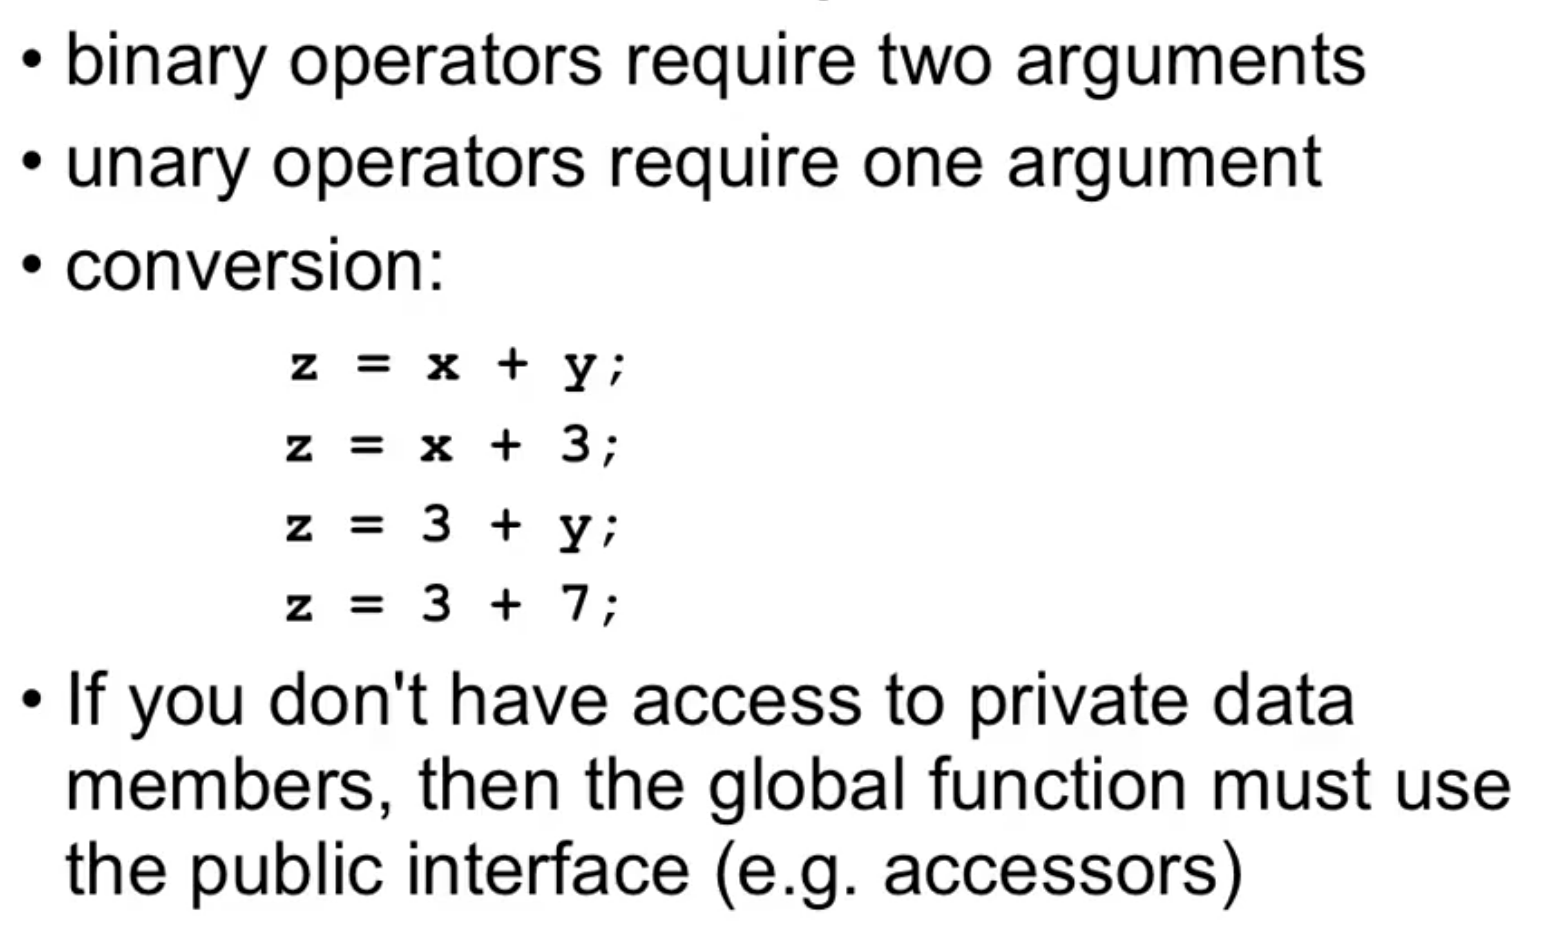 • binary operators require two arguments
• unary operators require one argument
• conversion:
z = x + y;
z = x + 3;
z = 3 + y;
z = 3 + 7;
• If you don't have access to private data
members, then the global function must use
the public interface (e.g. accessors)